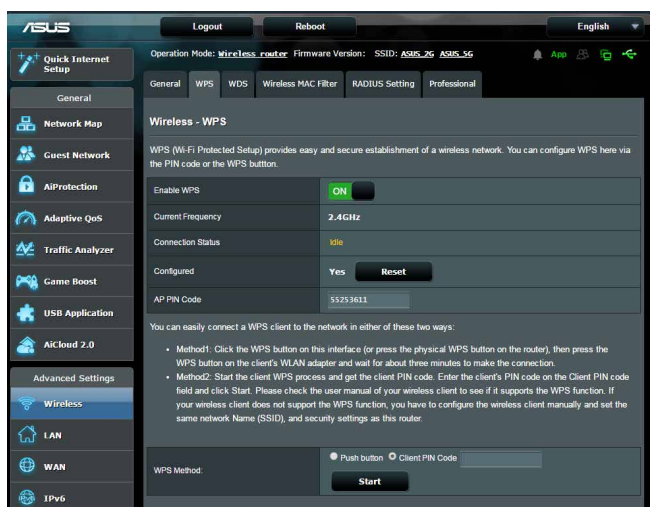 ASUS
Logout
Reboot
English
Quick Internet
Setup
Operation Mode: Wireless router Firmware Version: SSID: ASUS_2G ASUS_5G
App
General
WPS
WDS
Wireless MAC Filter
RADIUS Setting
Professional
General
Network Map
Guest Network
AiProtection
Adaptive QoS
Traffic Analyzer
Game Boost
USB Application
AiCloud 2.0
Advanced Settings
Wireless
LAN
WAN
IPv6
Wireless - WPS
WPS (Wi-Fi Protected Setup) provides easy and secure establishment of a wireless network. You can configure WPS here via
the PIN code or the WPS buttton.
Enable WPS
ON
Current Frequency
2.4GHz
Connection Status
Idle
Configured
Yes
Reset
AP PIN Code
55253611
You can easily connect a WPS client to the network in either of these two ways:
• Method1: Click the WPS button on this interface (or press the physical WPS button on the router), then press the
WPS button on the client's WLAN adapter and wait for about three minutes to make the connection.
• Method2: Start the client WPS process and get the client PIN code. Enter the client's PIN code on the Client PIN code
field and click Start. Please check the user manual of your wireless client to see if it supports the WPS function. If
your wireless client does not support the WPS function, you have to configure the wireless client manually and set the
same network Name (SSID), and security settings as this router.
WPS Method:
Push button
Client PIN Code
Start